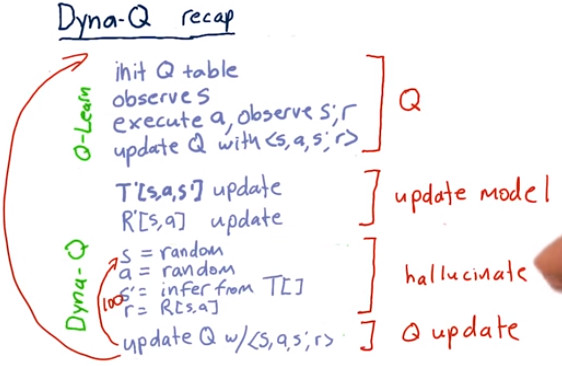 Dyna-Q recap
Q-Learn
init Q table
observe s
execute a, observe s', r
update Q with <s, a, s', r>
Q
T'[s,a,s'] update
R'[s,a] update
update model
Dyna-Q
s = random
a = random
s' = infer from T[]
r = R[s,a]
100
hallucinate
update Q w/ <s, a, s', r>
Q update